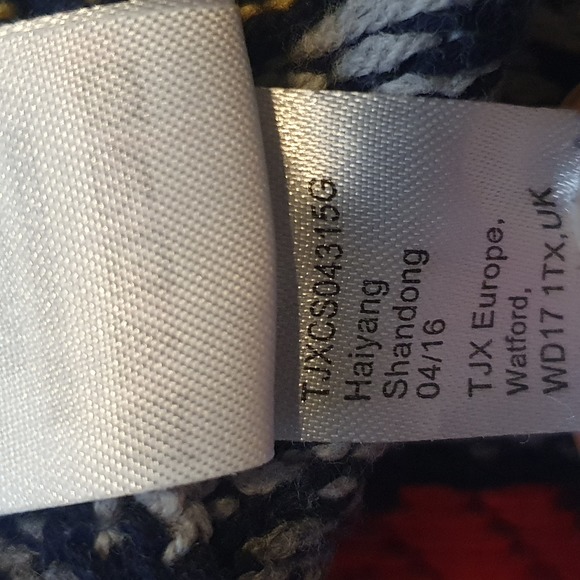 TJXCS04315G
Haiyang
Shandong
04/16
TJX Europe,
Watford,
WD17 1TX,UK